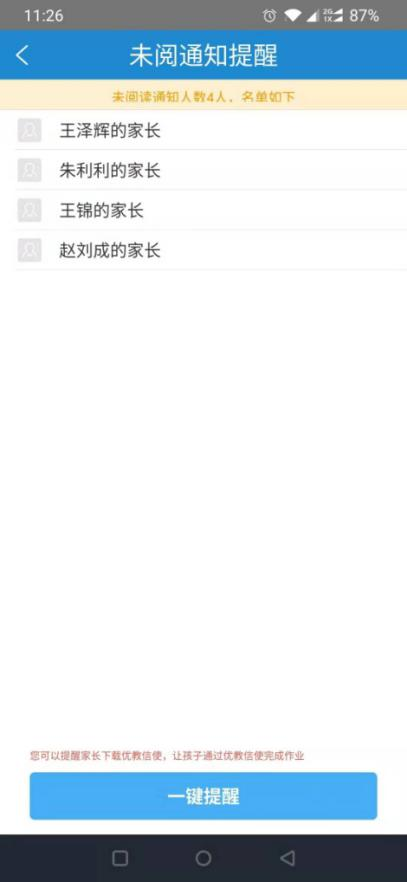 11:26
2G
1X
87%
未阅通知提醒
未阅读通知人数4人，名单如下
王泽辉的家长
朱利利的家长
王锦的家长
赵刘成的家长
您可以提醒家长下载优教信使，让孩子通过优教信使完成作业
一键提醒